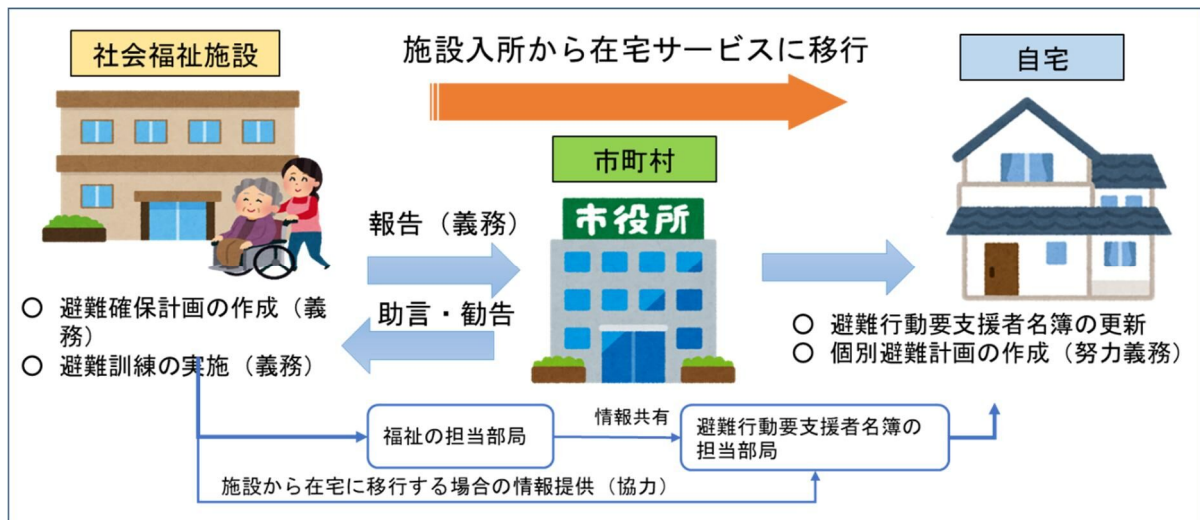 社会福祉施設
施設入所から在宅サービスに移行
自宅
市町村
市役所
報告（義務）
助言・勧告
○ 避難確保計画の作成（義
務）
○ 避難訓練の実施（義務）
○ 避難行動要支援者名簿の更新
○ 個別避難計画の作成（努力義務）
福祉の担当部局
情報共有
避難行動要支援者名簿の
担当部局
施設から在宅に移行する場合の情報提供（協力）